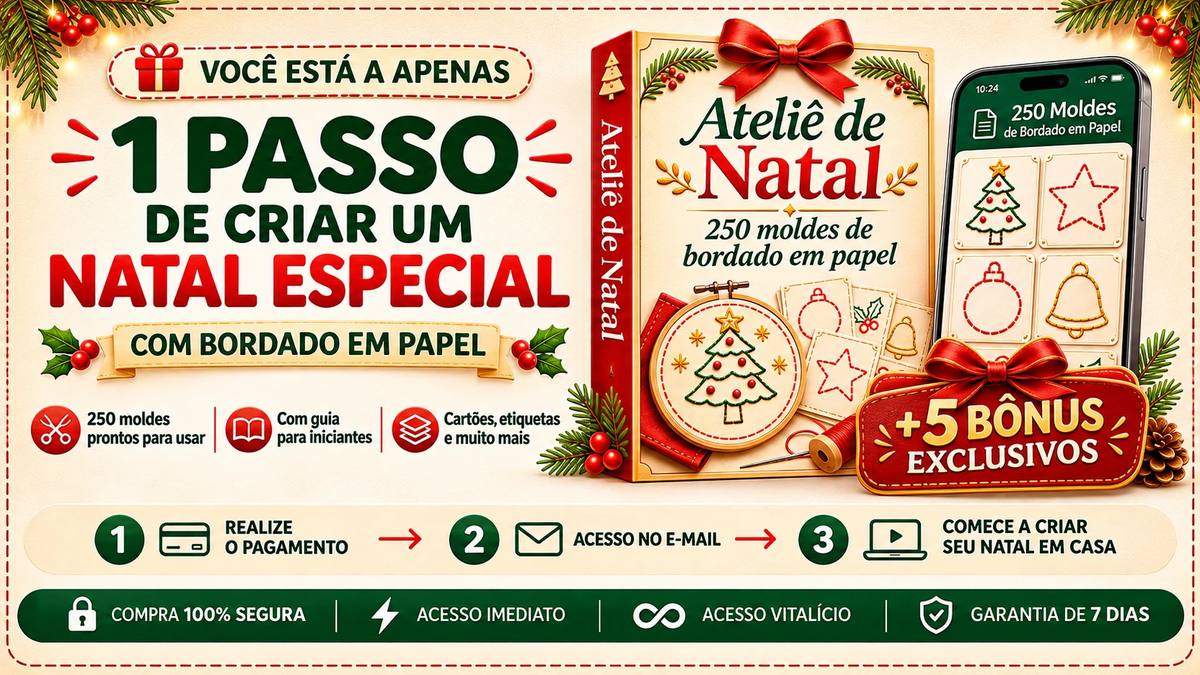 VOCÊ ESTÁ A APENAS
1 PASSO
DE CRIAR UM
NATAL ESPECIAL
COM BORDADO EM PAPEL
250 moldes
prontos para usar
Com guia
para iniciantes
Cartões, etiquetas
e muito mais
Ateliê de Natal
Ateliê de
Natal
250 moldes de
bordado em papel
10:24
250 Moldes
de Bordado em Papel
+5 BÔNUS
EXCLUSIVOS
1
REALIZE
O PAGAMENTO
2
ACESSO NO E-MAIL
3
COMECE A CRIAR
SEU NATAL EM CASA
COMPRA 100% SEGURA
ACESSO IMEDIATO
ACESSO VITALÍCIO
GARANTIA DE 7 DIAS